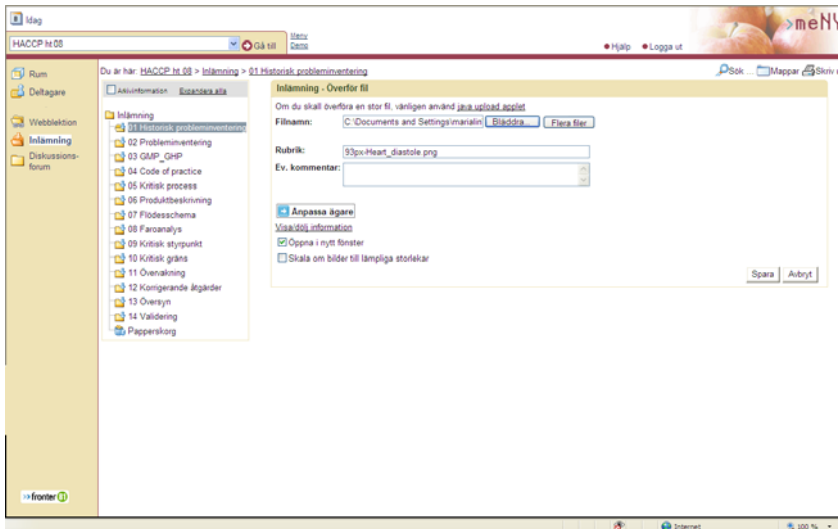 Idag
HACCP ht 08
Gå till
Meny
Demo
Hjälp
Logga ut
>meNY
Rum
Deltagare
Webblektion
Inlämning
Diskussions-
forum
Du är här: HACCP ht 08 > Inlämning > 01 Historisk probleminventering
Sök ...
Mappar
Skriv
Arkivinformation
Expandera alla
Inlämning
01 Historisk probleminventering
02 Probleminventering
03 GMP_GHP
04 Code of practice
05 Kritisk process
06 Produktbeskrivning
07 Flödesschema
08 Faroanalys
09 Kritisk styrpunkt
10 Kritisk gräns
11 Övervakning
12 Korrigerande åtgärder
13 Översyn
14 Validering
Papperskorg
Inlämning - Överför fil
Om du skall överföra en stor fil, vänligen använd java upload applet
Filnamn:
C:\Documents and Settings\marialin
Bläddra...
Flera filer
Rubrik:
93px-Heart_diastole.png
Ev. kommentar:
Anpassa ägare
Visa/dölj information
Öppna i nytt fönster
Skala om bilder till lämpliga storlekar
Spara
Avbryt
>>fronter
Internet
100 %